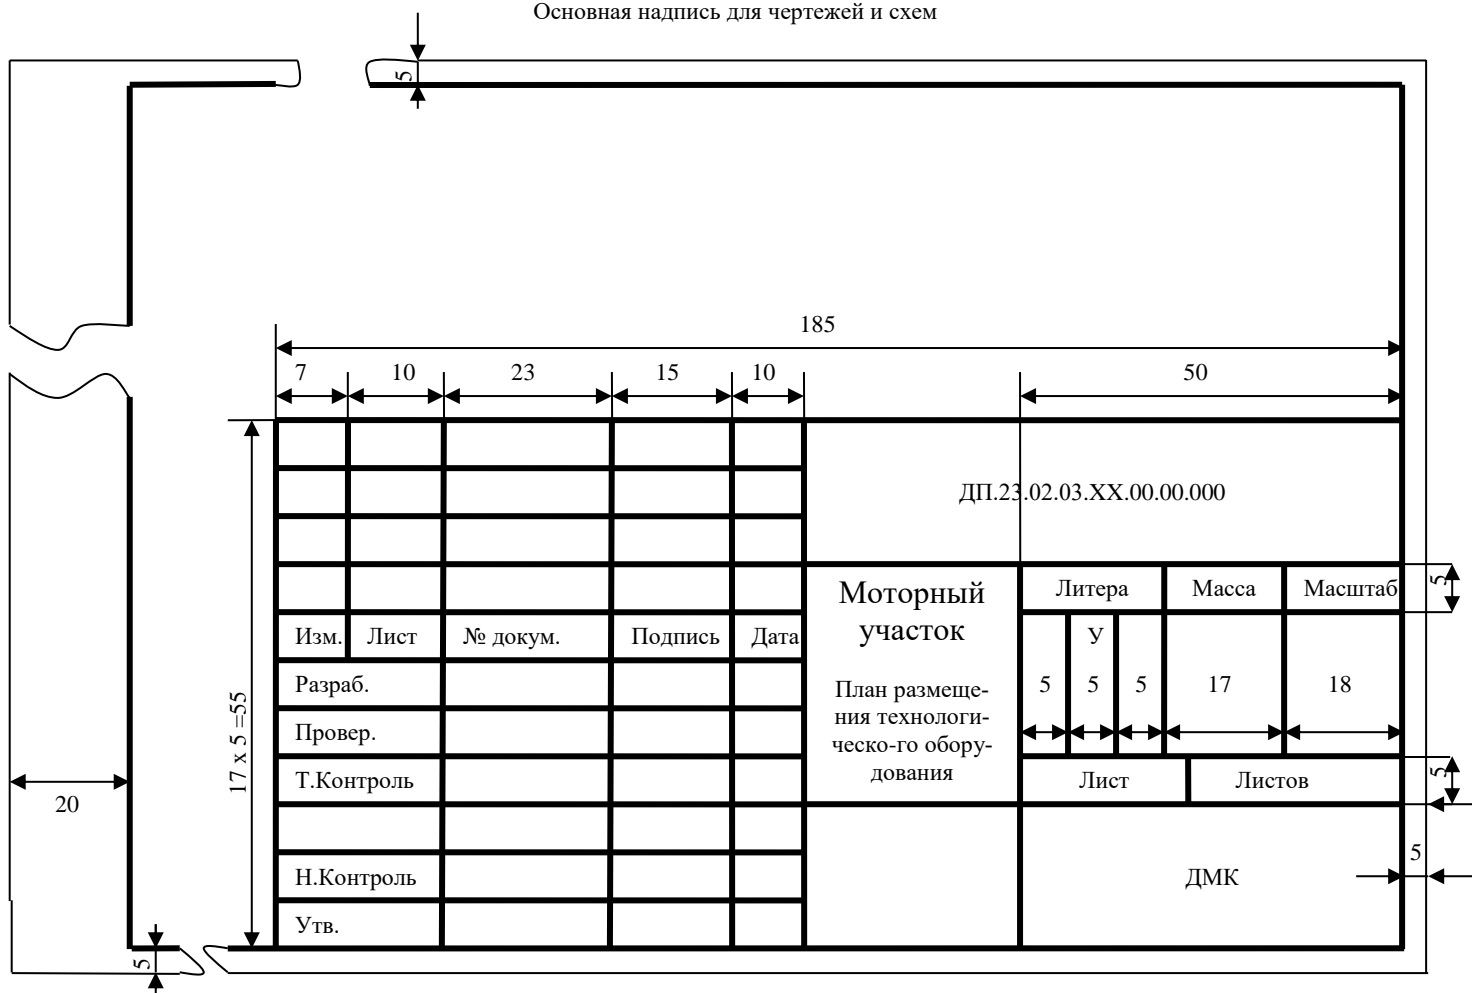 Основная надпись для чертежей и схем
5
185
7 10 23 15 10 50
ДП.23.02.03.ХХ.00.00.000
Моторный
участок
Литера Масса Масштаб
5
Изм. Лист № докум. Подпись Дата
У
Разраб.
План размеще-
ния технологи-
ческо-го обору-
дования
5 5 5 17 18
Провер.
17 х 5 =55
Т.Контроль
Лист Листов
5
20
5
Н.Контроль
ДМК
Утв.
5